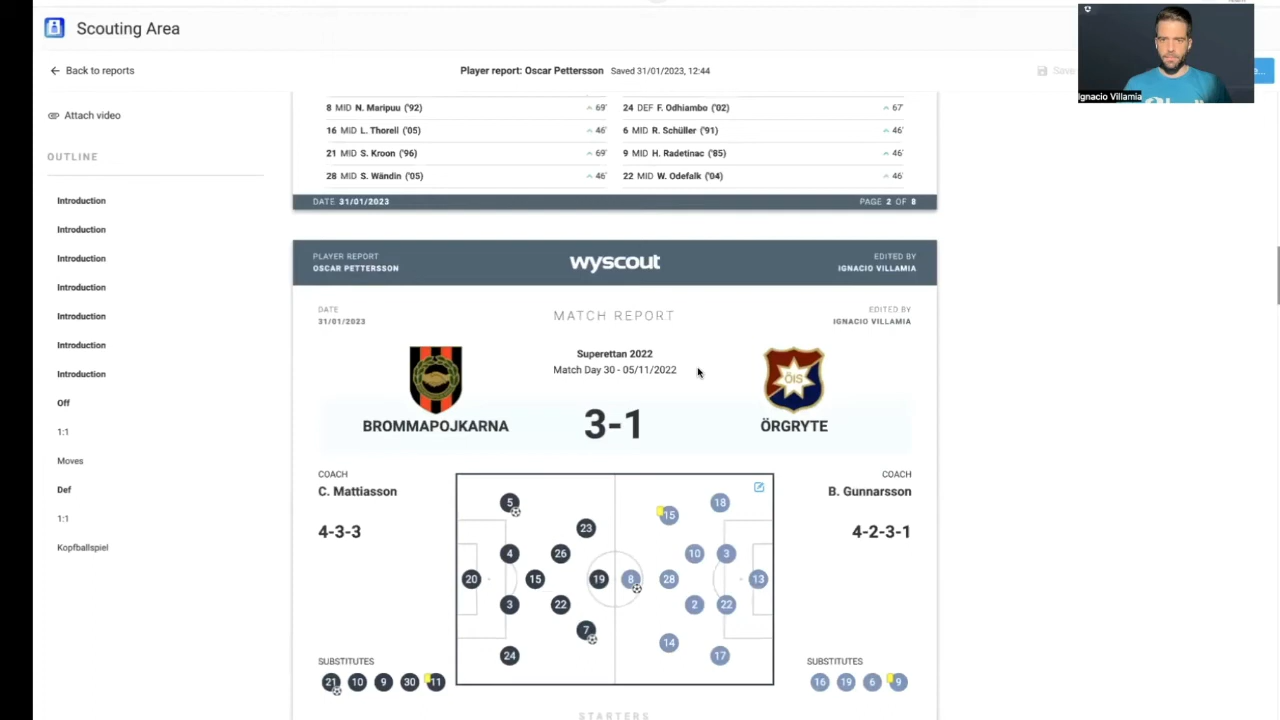 Scouting Area
Back to reports
Player report: Oscar Pettersson Saved 31/01/2023, 12:44
Save
Ignacio Villamia
Attach video
OUTLINE
Introduction
Introduction
Introduction
Introduction
Introduction
Introduction
Introduction
Off
1:1
Moves
Def
1:1
Kopfballspiel
8 MID N. Maripuu ('92) 69'
24 DEF F. Odhiambo ('02) 67'
16 MID L. Thorell ('05) 46'
6 MID R. Schüller ('91) 46'
21 MID S. Kroon ('96) 69'
9 MID H. Radetinac ('85) 46'
28 MID S. Wändin ('05) 46'
22 MID W. Odefalk ('04) 46'
DATE 31/01/2023 PAGE 2 OF 8
PLAYER REPORT
OSCAR PETTERSSON
wyscout
EDITED BY
IGNACIO VILLAMIA
DATE
31/01/2023
MATCH REPORT
EDITED BY
IGNACIO VILLAMIA
Superettan 2022
Match Day 30 - 05/11/2022
ÖIS
BROMMAPOJKARNA 3-1 ÖRGRYTE
COACH
C. Mattiasson
4-3-3
COACH
B. Gunnarsson
4-2-3-1
5 18
15
23
4 26 10 3
20 15 19 8 28 13
3 22 2 22
7
14
24 17
SUBSTITUTES
21 10 9 30 11
SUBSTITUTES
16 19 6 9
STARTERS